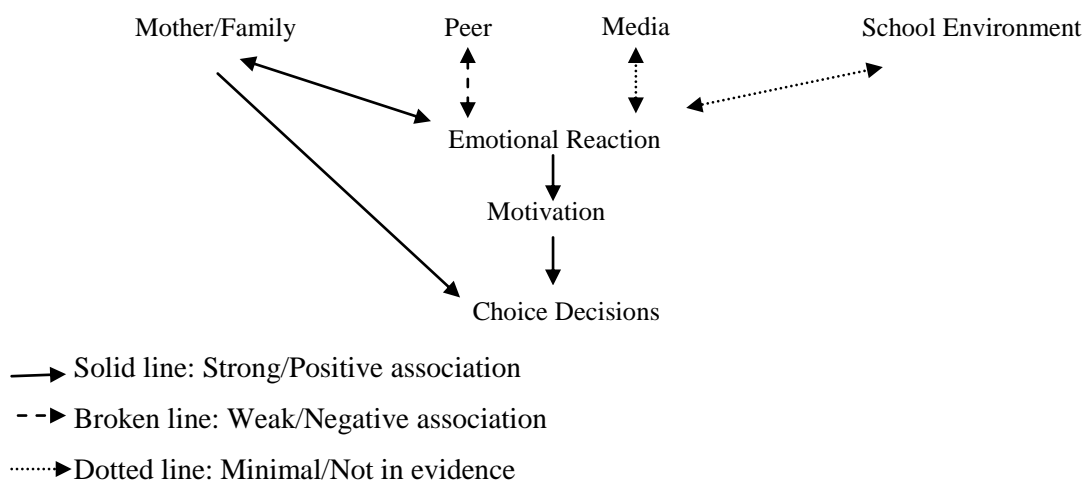 Mother/Family Peer Media School Environment
Emotional Reaction
Motivation
Choice Decisions
Solid line: Strong/Positive association
Broken line: Weak/Negative association
Dotted line: Minimal/Not in evidence